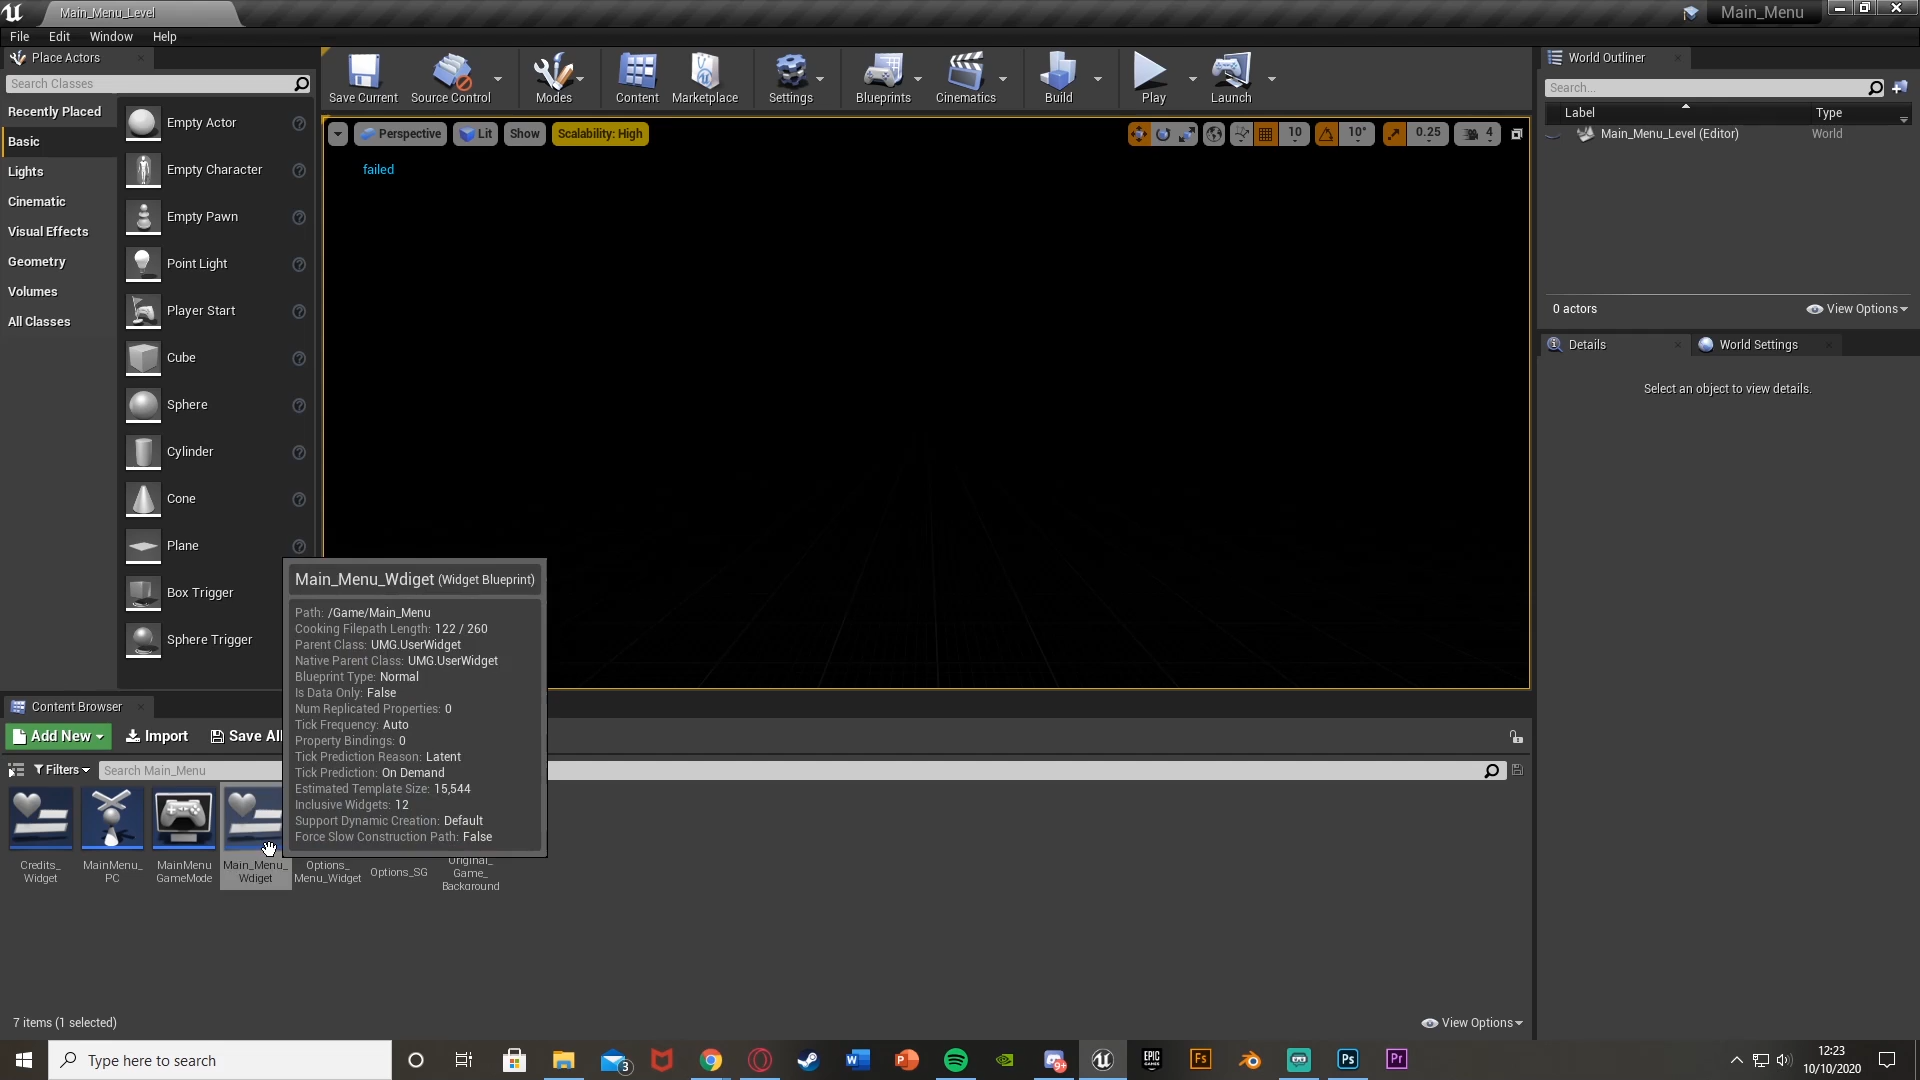 Main_Menu_Level
Main_Menu
File Edit Window Help
Place Actors
Search Classes
Recently Placed
Basic
Lights
Cinematic
Visual Effects
Geometry
Volumes
All Classes
Empty Actor
Empty Character
Empty Pawn
Point Light
Player Start
Cube
Sphere
Cylinder
Cone
Plane
Box Trigger
Sphere Trigger
Save Current Source Control Modes Content Marketplace Settings Blueprints Cinematics Build Play Launch
Perspective Lit Show Scalability: High 10 10° 0.25 4
failed
World Outliner
Search...
Label Type
Main_Menu_Level (Editor) World
0 actors View Options
Details World Settings
Select an object to view details.
Main_Menu_Wdiget (Widget Blueprint)
Path: /Game/Main_Menu
Cooking Filepath Length: 122 / 260
Parent Class: UMG.UserWidget
Native Parent Class: UMG.UserWidget
Blueprint Type: Normal
Is Data Only: False
Num Replicated Properties: 0
Tick Frequency: Auto
Property Bindings: 0
Tick Prediction Reason: Latent
Tick Prediction: On Demand
Estimated Template Size: 15,544
Inclusive Widgets: 12
Support Dynamic Creation: Default
Force Slow Construction Path: False
Content Browser
Add New Import Save All
Filters Search Main_Menu
Credits_
Widget
MainMenu_
PC
MainMenu
GameMode
Main_Menu_
Wdiget
Options_
Menu_Widget
Options_SG
Original_
Game_
Background
7 items (1 selected) View Options
Type here to search
3
W
P
9+
EPIC
GAMES
Fs
Ps
Pr
12:23
10/10/2020